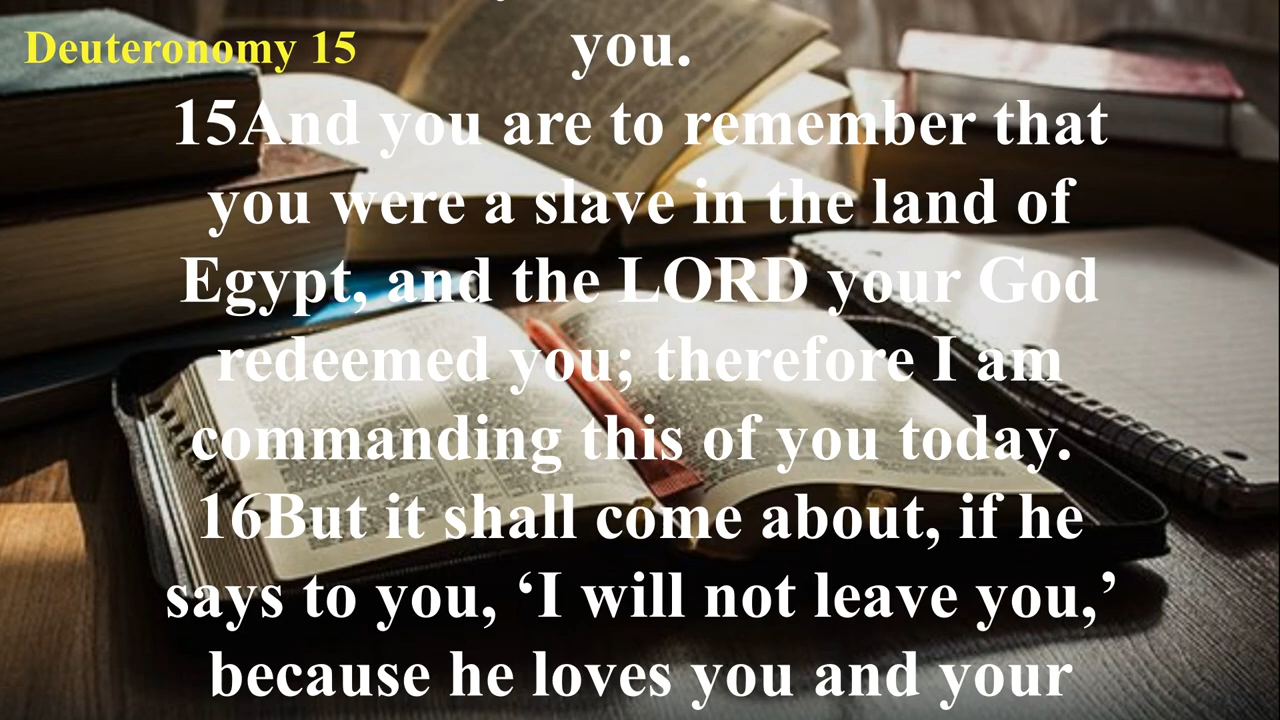 Deuteronomy 15
you.
15And you are to remember that
you were a slave in the land of
Egypt, and the LORD your God
redeemed you; therefore I am
commanding this of you today.
16But it shall come about, if he
says to you, ‘I will not leave you,’
because he loves you and your